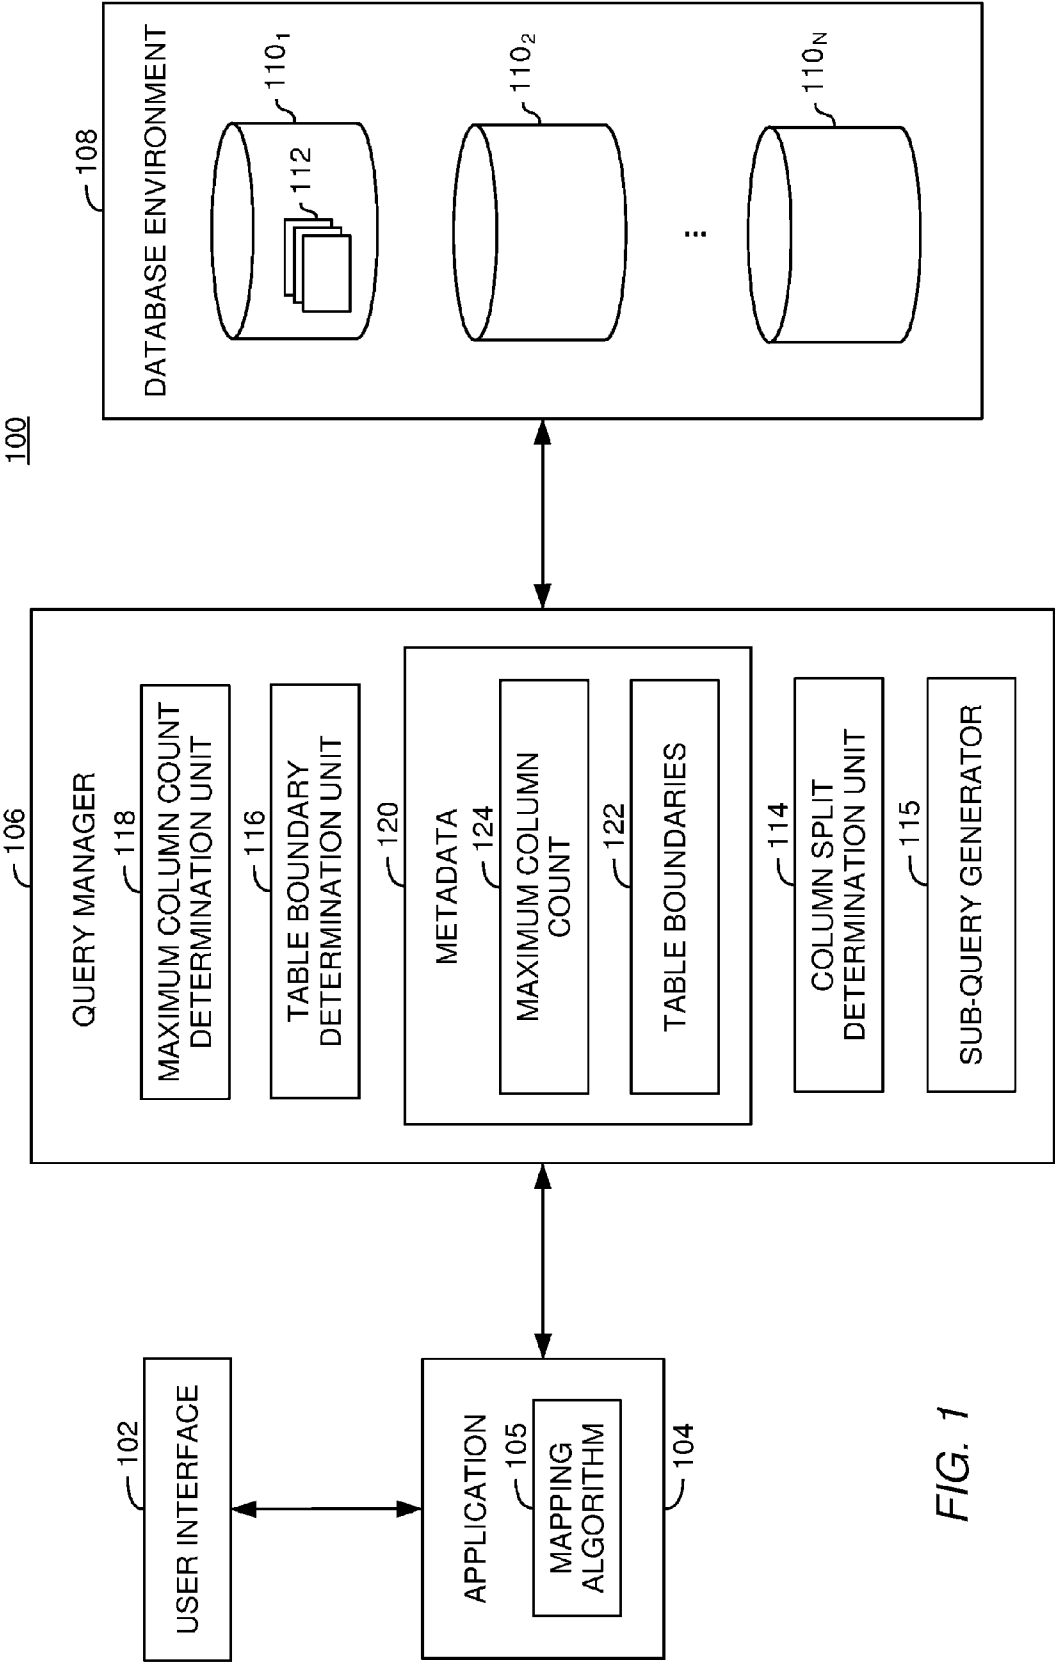 100
102
USER INTERFACE
APPLICATION
105
MAPPING
ALGORITHM
104
106
QUERY MANAGER
118
MAXIMUM COLUMN COUNT
DETERMINATION UNIT
116
TABLE BOUNDARY
DETERMINATION UNIT
120
METADATA
124
MAXIMUM COLUMN
COUNT
122
TABLE BOUNDARIES
114
COLUMN SPLIT
DETERMINATION UNIT
115
SUB-QUERY GENERATOR
108
DATABASE ENVIRONMENT
110₁
112
110₂
...
110N
FIG. 1